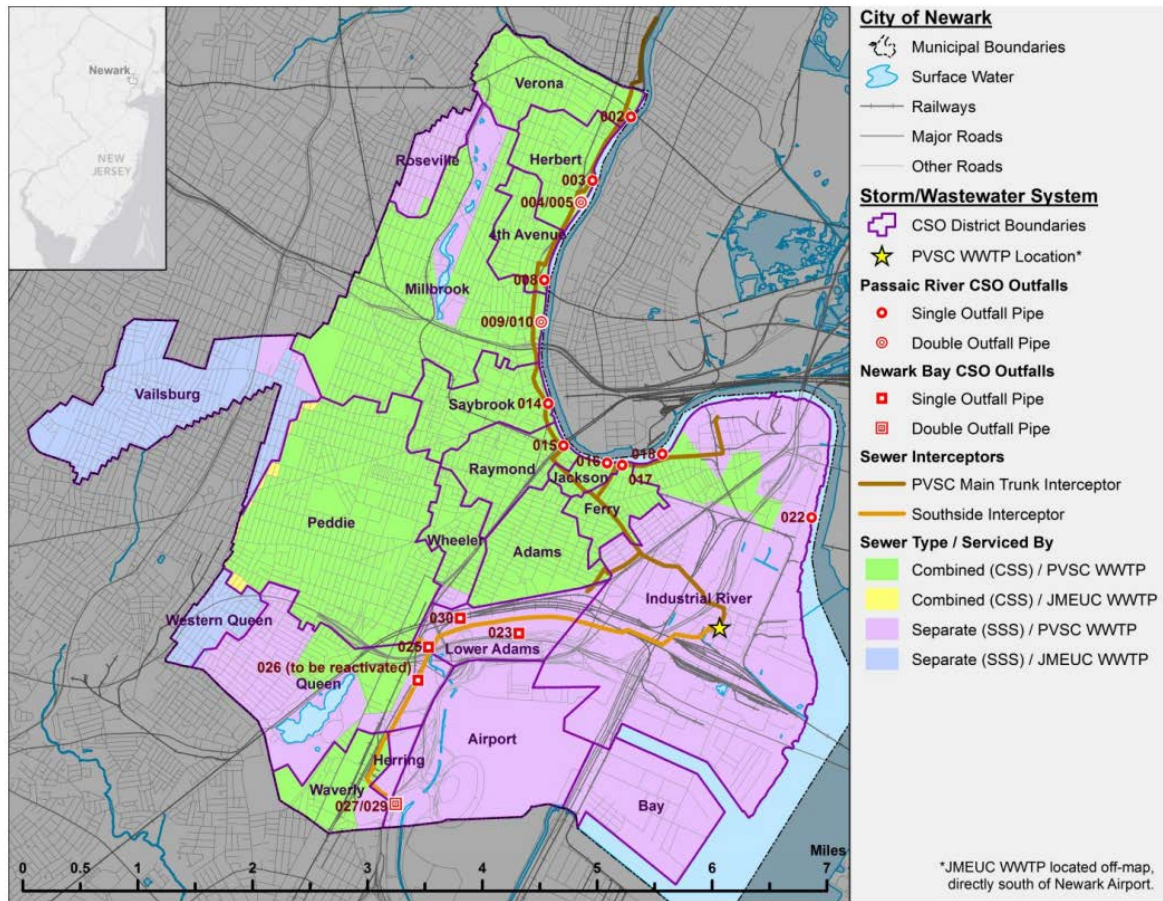 Newark
NEW
JERSEY
Verona
002
Roseville
Herbert
003
004/005
4th Avenue
008
Millbrook
009/010
Vailsburg
Saybrook
014
015
018
016
017
Raymond
Jackson
022
Ferry
Peddie
Wheeler
Adams
Industrial River
Western Queen
030
023
025
Lower Adams
026 (to be reactivated)
Queen
Airport
Herring
Waverly
027/029
Bay
Miles
0 1 2 3 4 5 6 7
City of Newark
Municipal Boundaries
Surface Water
Railways
Major Roads
Other Roads
Storm/Wastewater System
CSO District Boundaries
PVSC WWTP Location*
Passaic River CSO Outfalls
Single Outfall Pipe
Double Outfall Pipe
Newark Bay CSO Outfalls
Single Outfall Pipe
Double Outfall Pipe
Sewer Interceptors
PVSC Main Trunk Interceptor
Southside Interceptor
Sewer Type / Serviced By
Combined (CSS) / PVSC WWTP
Combined (CSS) / JMEUC WWTP
Separate (SSS) / PVSC WWTP
Separate (SSS) / JMEUC WWTP
*JMEUC WWTP located off-map,
directly south of Newark Airport.